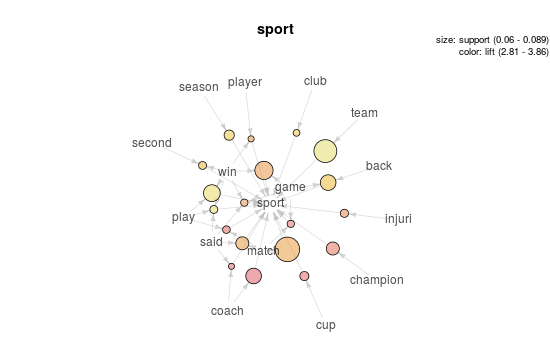 sport
size: support (0.06 - 0.089)
color: lift (2.81 - 3.86)
season
player
club
team
second
win
back
game
sport
play
injuri
said
match
champion
coach
cup